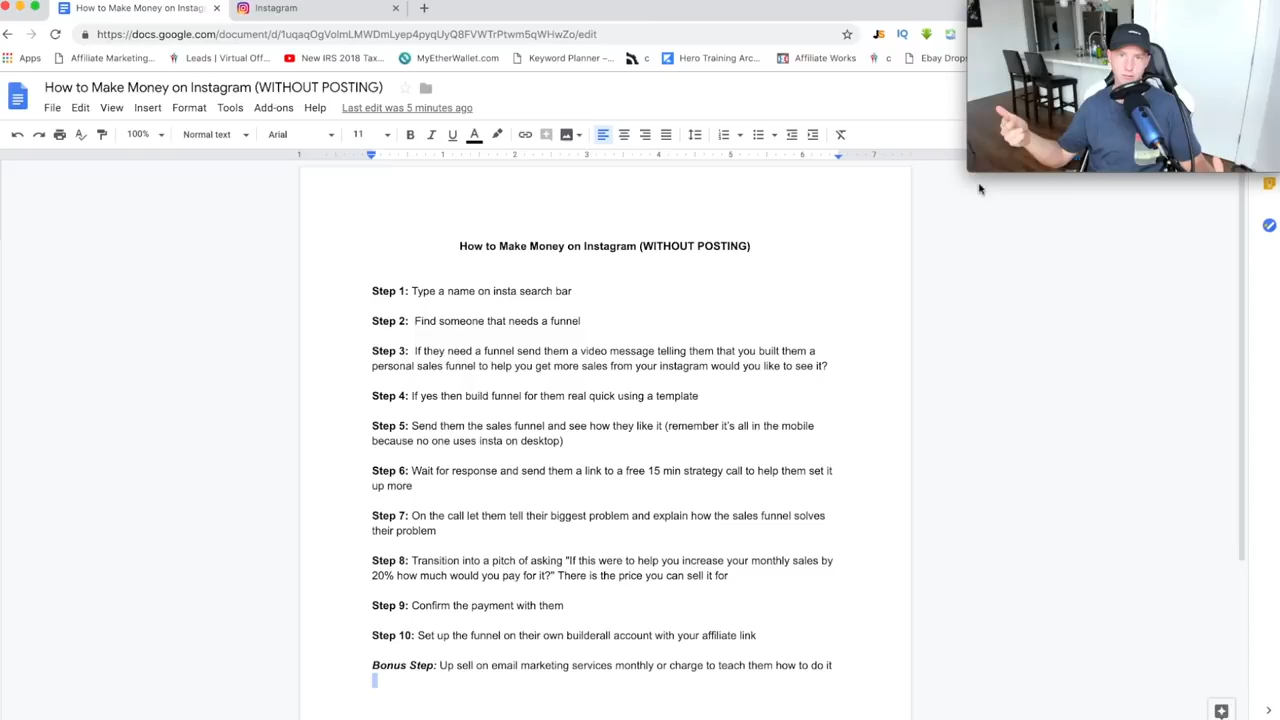 How to Make Money on Instag
Instagram
https://docs.google.com/document/d/1uqaqOgVolmLMWDmLyep4pyqUyQ8FVWTrPtwm5qWHwZo/edit
Apps
Affiliate Marketing...
Leads | Virtual Off...
New IRS 2018 Tax...
MyEtherWallet.com
Keyword Planner –...
c
Hero Training Arc...
Affiliate Works
c
Ebay Drops
How to Make Money on Instagram (WITHOUT POSTING)
File Edit View Insert Format Tools Add-ons Help Last edit was 5 minutes ago
100% Normal text Arial 11 B I U A
1 1 2 3 4 5 6 7
How to Make Money on Instagram (WITHOUT POSTING)
Step 1: Type a name on insta search bar
Step 2: Find someone that needs a funnel
Step 3: If they need a funnel send them a video message telling them that you built them a
personal sales funnel to help you get more sales from your instagram would you like to see it?
Step 4: If yes then build funnel for them real quick using a template
Step 5: Send them the sales funnel and see how they like it (remember it's all in the mobile
because no one uses insta on desktop)
Step 6: Wait for response and send them a link to a free 15 min strategy call to help them set it
up more
Step 7: On the call let them tell their biggest problem and explain how the sales funnel solves
their problem
Step 8: Transition into a pitch of asking "If this were to help you increase your monthly sales by
20% how much would you pay for it?" There is the price you can sell it for
Step 9: Confirm the payment with them
Step 10: Set up the funnel on their own builderall account with your affiliate link
Bonus Step: Up sell on email marketing services monthly or charge to teach them how to do it